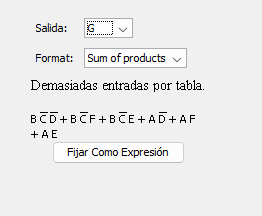 Salida: G
Format: Sum of products
Demasiadas entradas por tabla.
B C̅ D̅ + B C̅ F + B C̅ E + A D̅ + A F
+ A E
Fijar Como Expresión